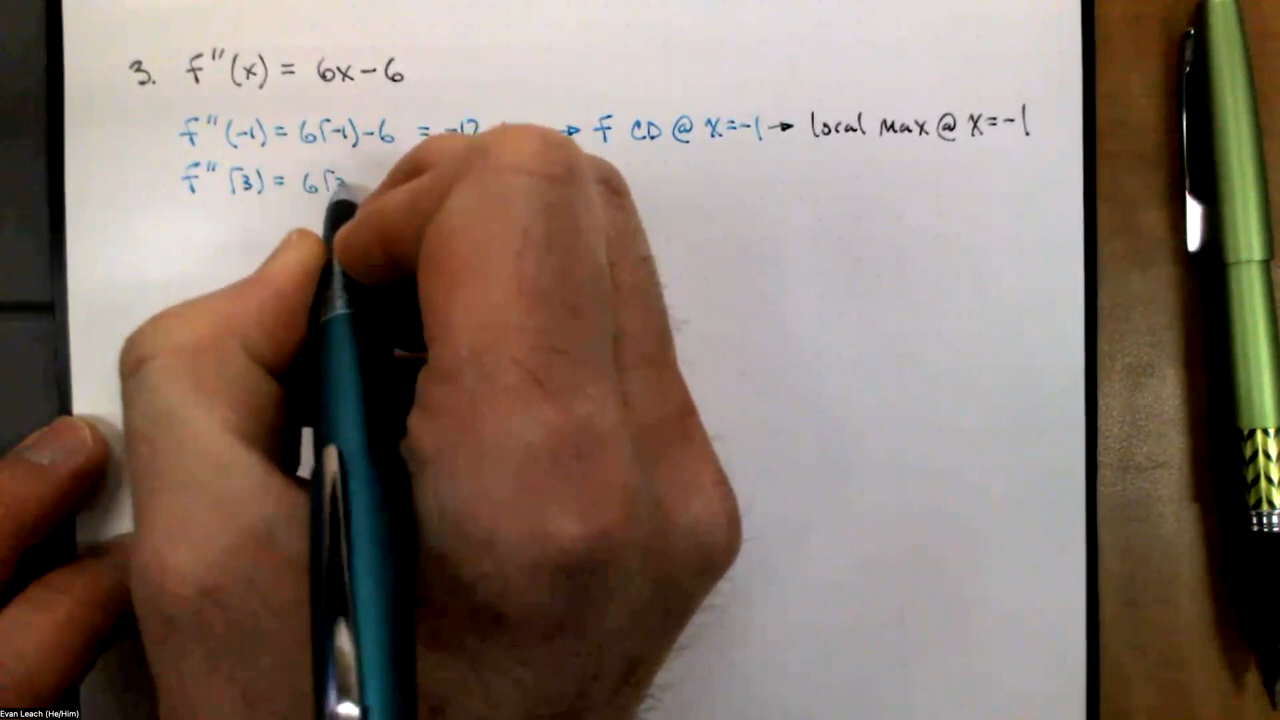 3. f"(x) = 6x-6
f"(-1) = 6(-1)-6 = -12 → f CD @ x=-1 → local max @ x=-1
f"(3) = 6(3
Evan Leach (He/Him)